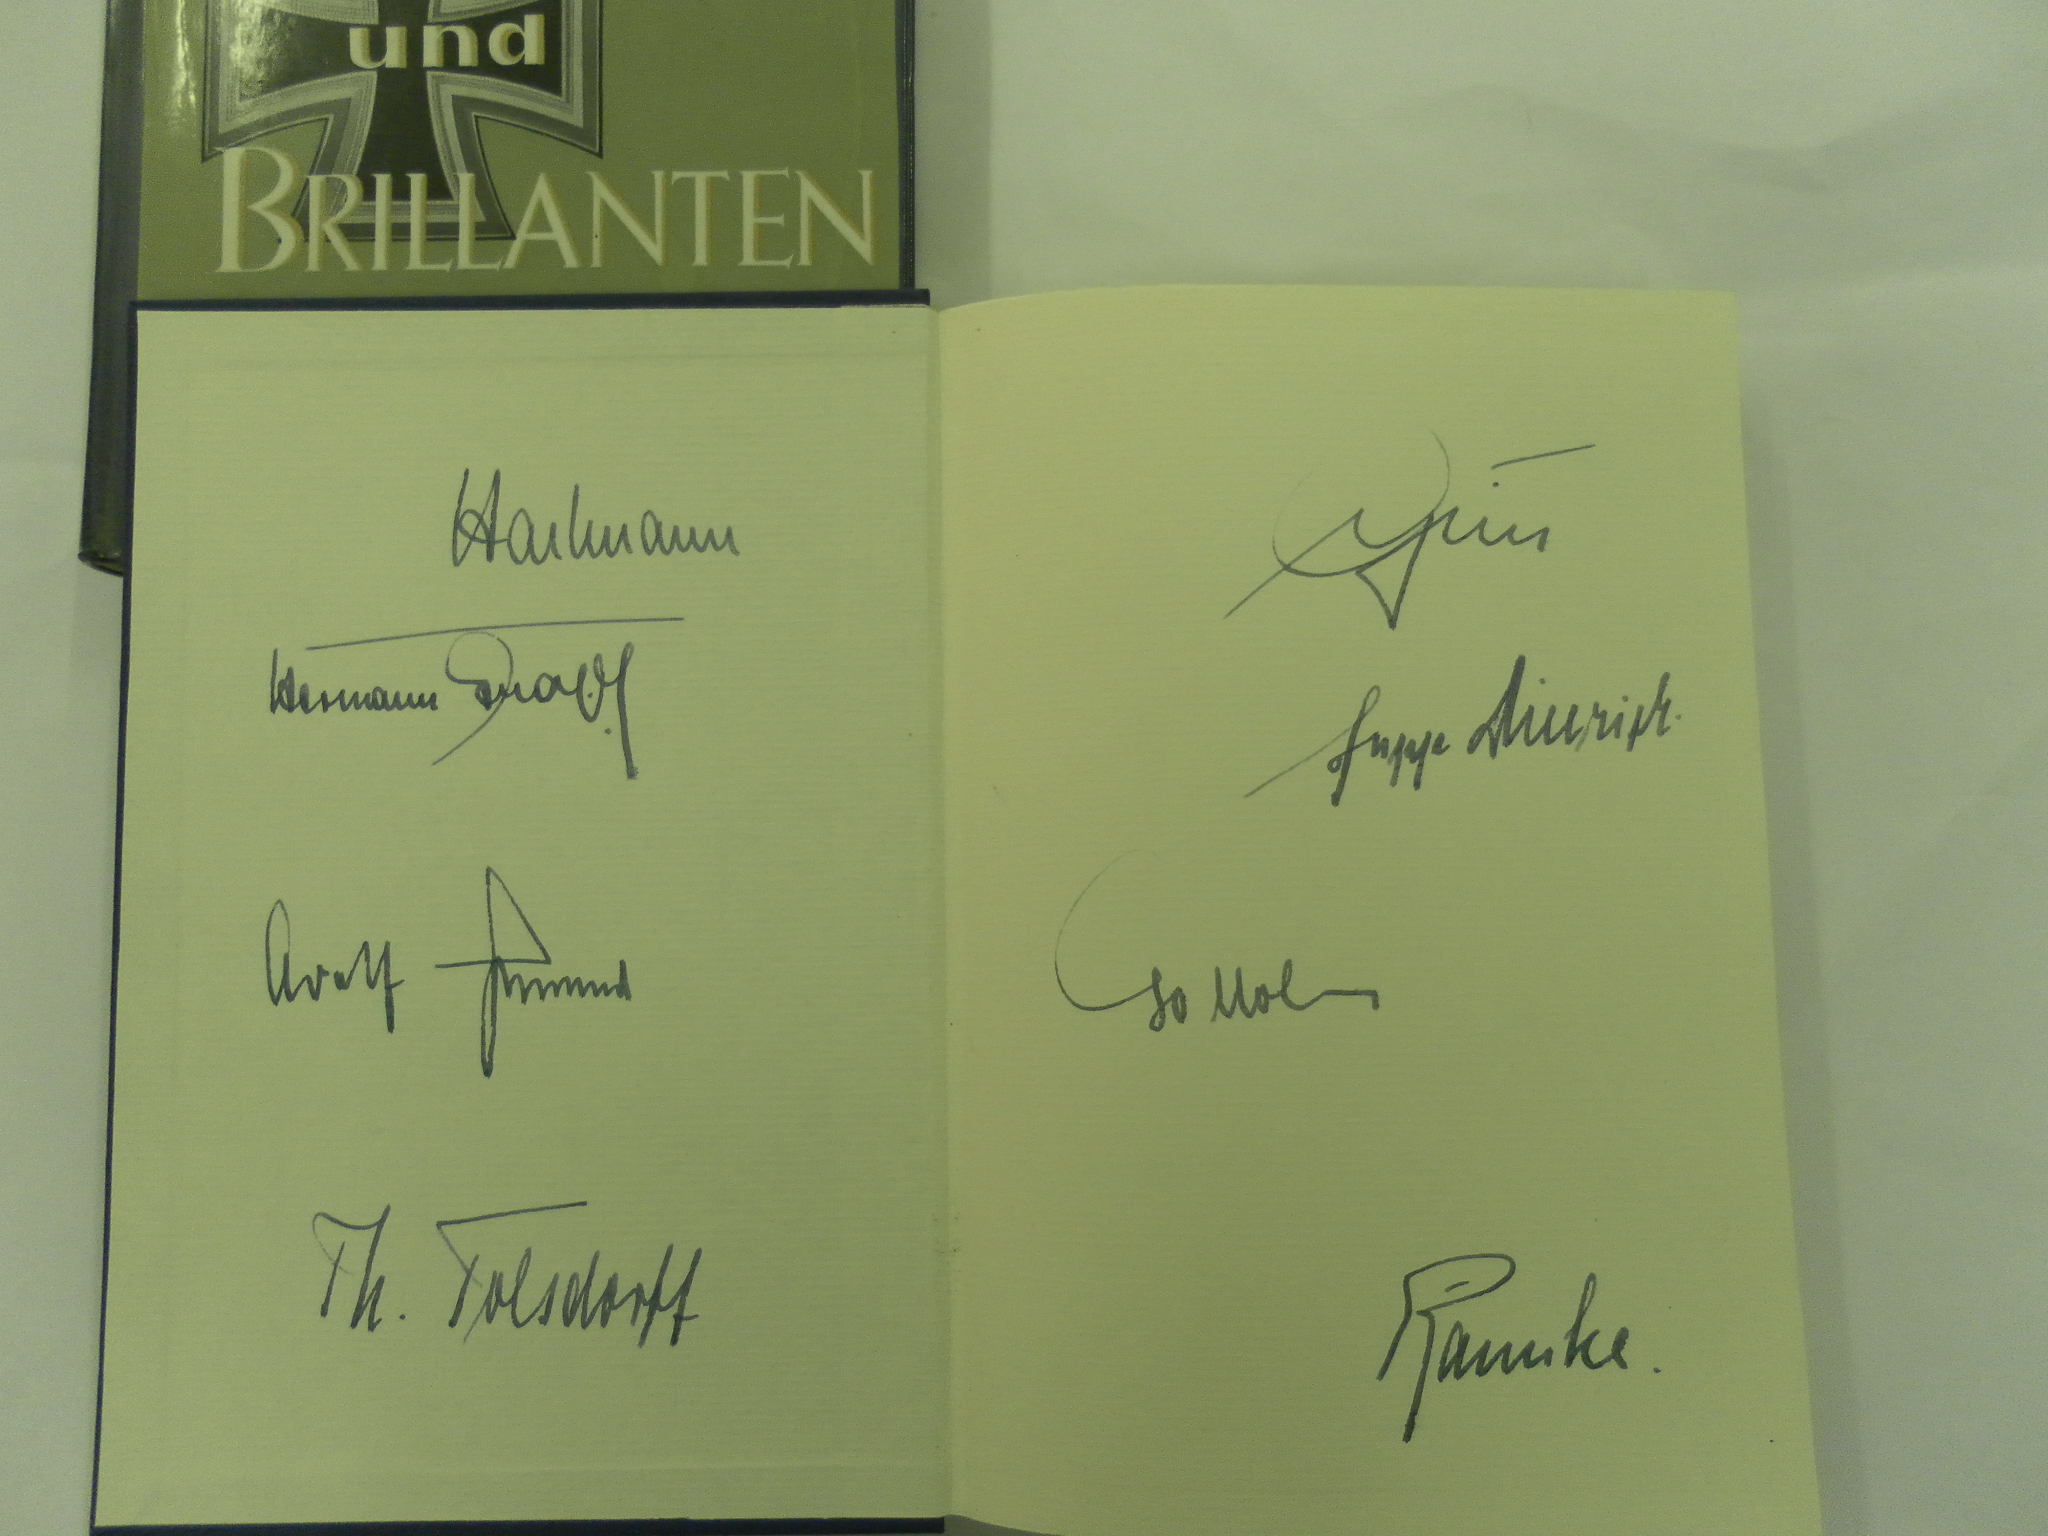 und
BRILLANTEN
Hartmann
Hermann Graf
Adolf Galland
Th. Tolsdorff
Sepp Dietrich
Ramcke.